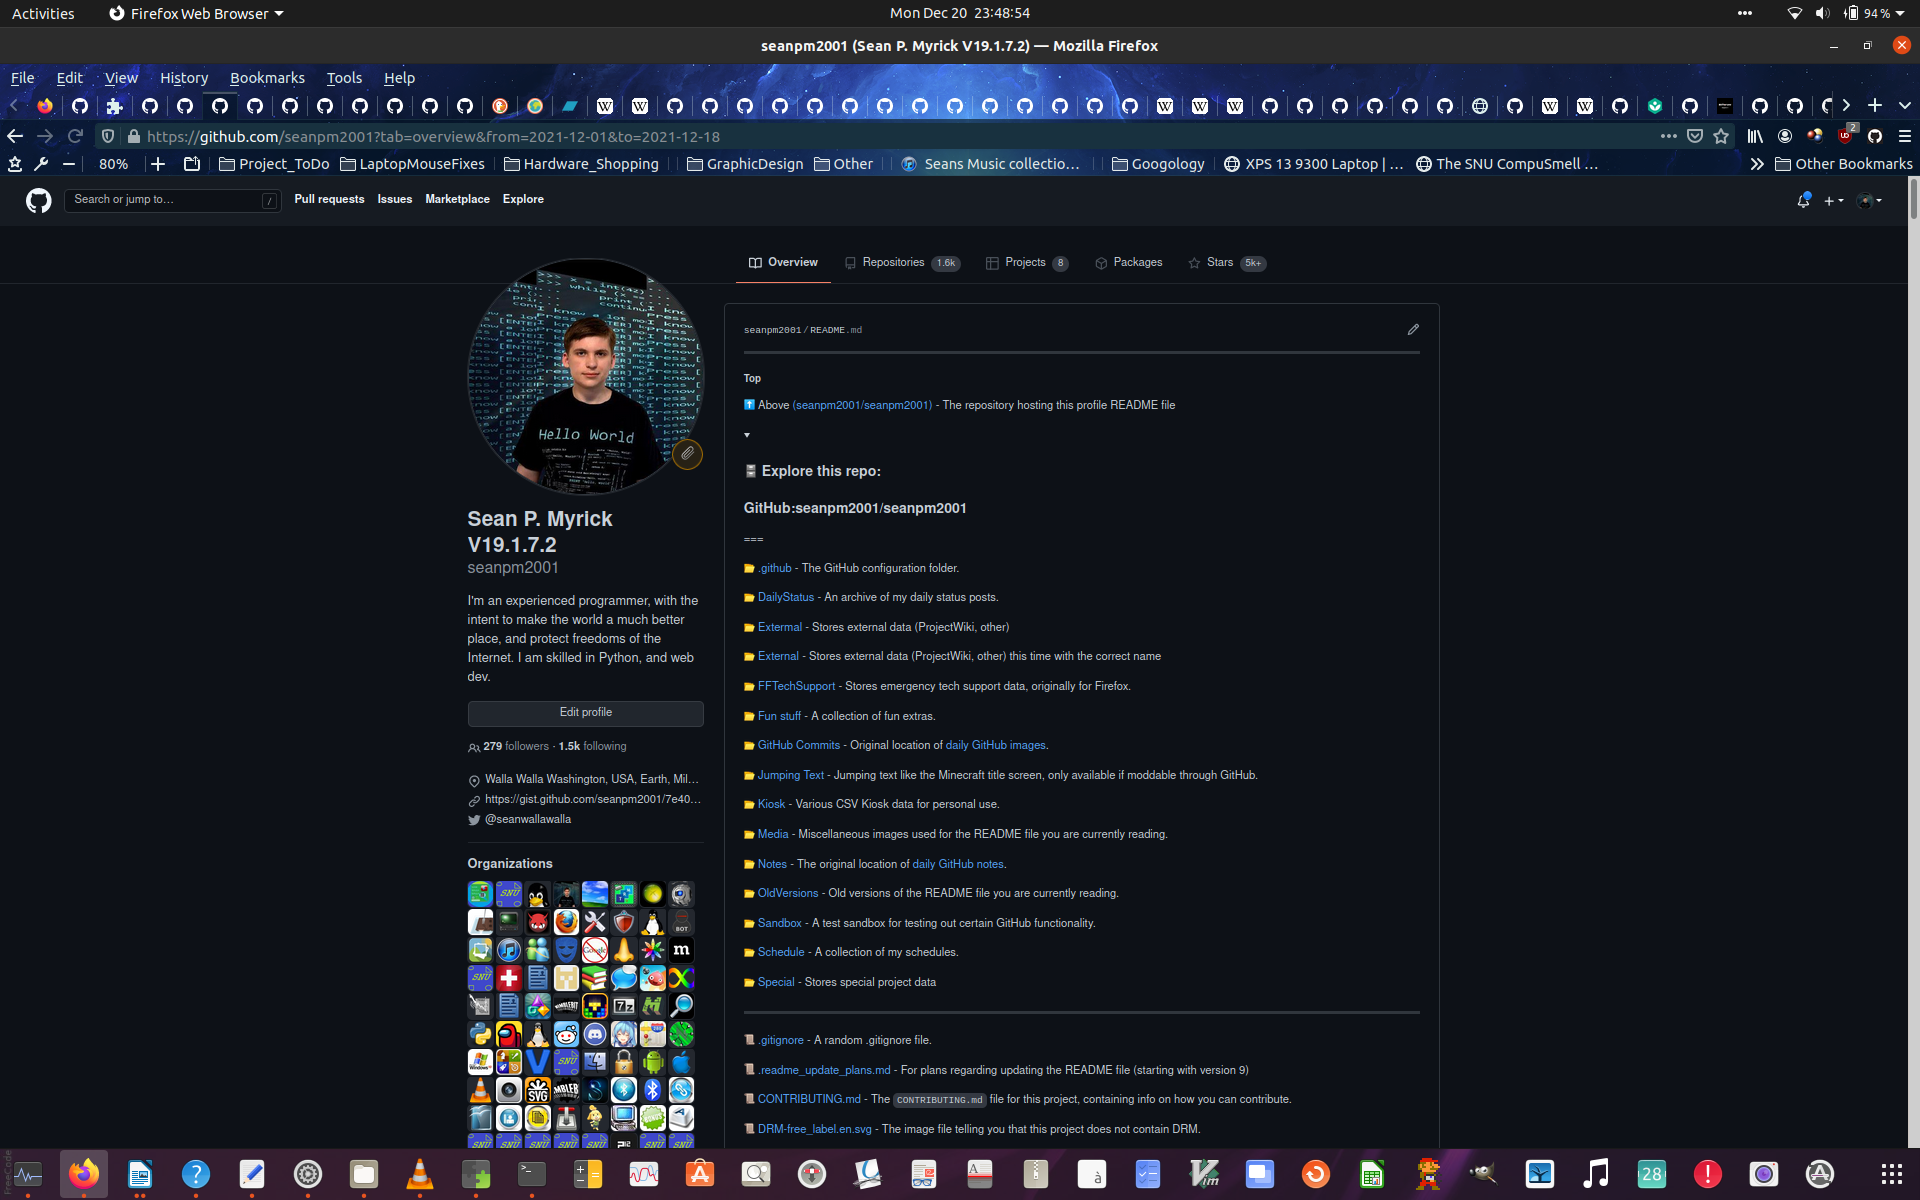 Activities Firefox Web Browser Mon Dec 20 23:48:54 94 %
seanpm2001 (Sean P. Myrick V19.1.7.2) — Mozilla Firefox
File Edit View History Bookmarks Tools Help
https://github.com/seanpm2001?tab=overview&from=2021-12-01&to=2021-12-18
80% Project_ToDo LaptopMouseFixes Hardware_Shopping GraphicDesign Other Seans Music collectio… Googology XPS 13 9300 Laptop | … The SNU CompuSmell … Other Bookmarks
Search or jump to… / Pull requests Issues Marketplace Explore
Overview Repositories 1.6k Projects 8 Packages Stars 5k+
Hello World
Sean P. Myrick
V19.1.7.2
seanpm2001
I'm an experienced programmer, with the
intent to make the world a much better
place, and protect freedoms of the
Internet. I am skilled in Python, and web
dev.
Edit profile
279 followers · 1.5k following
Walla Walla Washington, USA, Earth, Mil…
https://gist.github.com/seanpm2001/7e40…
@seanwallawalla
Organizations
seanpm2001/README.md
Top
Above (seanpm2001/seanpm2001) - The repository hosting this profile README file
Explore this repo:
GitHub:seanpm2001/seanpm2001
===
.github - The GitHub configuration folder.
DailyStatus - An archive of my daily status posts.
Extermal - Stores external data (ProjectWiki, other)
External - Stores external data (ProjectWiki, other) this time with the correct name
FFTechSupport - Stores emergency tech support data, originally for Firefox.
Fun stuff - A collection of fun extras.
GitHub Commits - Original location of daily GitHub images.
Jumping Text - Jumping text like the Minecraft title screen, only available if moddable through GitHub.
Kiosk - Various CSV Kiosk data for personal use.
Media - Miscellaneous images used for the README file you are currently reading.
Notes - The original location of daily GitHub notes.
OldVersions - Old versions of the README file you are currently reading.
Sandbox - A test sandbox for testing out certain GitHub functionality.
Schedule - A collection of my schedules.
Special - Stores special project data
.gitignore - A random .gitignore file.
.readme_update_plans.md - For plans regarding updating the README file (starting with version 9)
CONTRIBUTING.md - The CONTRIBUTING.md file for this project, containing info on how you can contribute.
DRM-free_label.en.svg - The image file telling you that this project does not contain DRM.
28